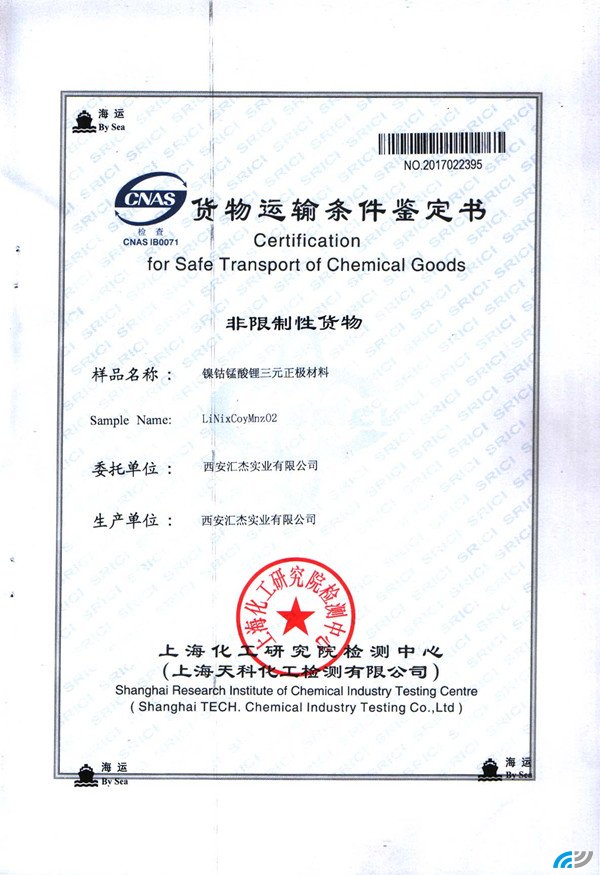 海 运
By Sea
NO.2017022395
CNAS
检 查
CNAS IB0071
货物运输条件鉴定书
Certification
for Safe Transport of Chemical Goods
非限制性货物
样品名称： 镍钴锰酸锂三元正极材料
Sample Name: LiNixCoyMnzO2
委托单位： 西安汇杰实业有限公司
生产单位： 西安汇杰实业有限公司
上海化工研究院检测中心
上海化工研究院检测中心
(上海天科化工检测有限公司)
Shanghai Research Institute of Chemical Industry Testing Centre
( Shanghai TECH. Chemical Industry Testing Co.,Ltd )
海 运
By Sea
海 运
By Sea